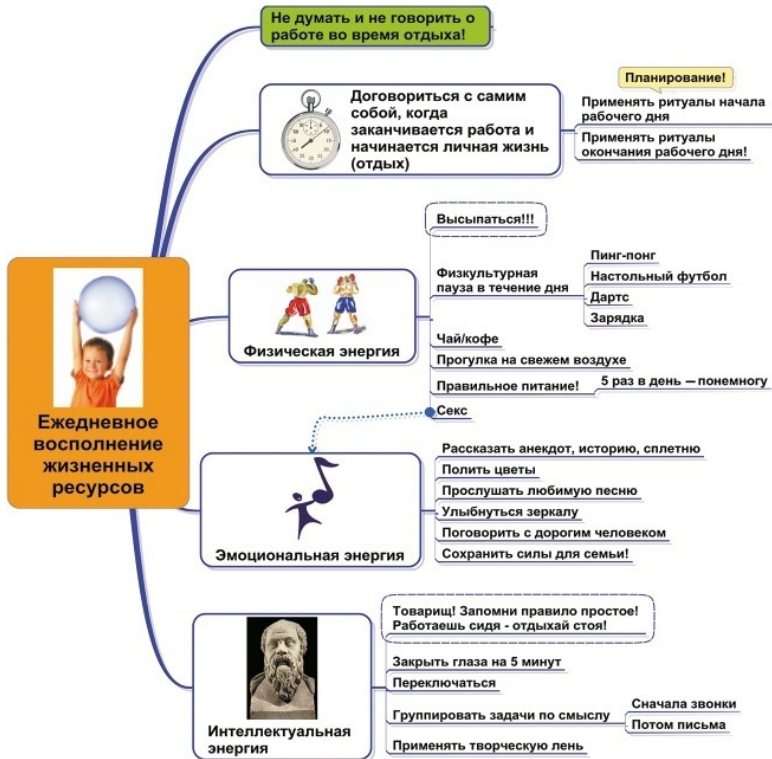 Не думать и не говорить о
работе во время отдыха!
Договориться с самим
собой, когда
заканчивается работа и
начинается личная жизнь
(отдых)
Планирование!
Применять ритуалы начала
рабочего дня
Применять ритуалы
окончания рабочего дня!
Ежедневное
восполнение
жизненных
ресурсов
Физическая энергия
Высыпаться!!!
Физкультурная
пауза в течение дня
Пинг-понг
Настольный футбол
Дартс
Зарядка
Чай/кофе
Прогулка на свежем воздухе
Правильное питание!
5 раз в день — понемногу
Секс
Эмоциональная энергия
Рассказать анекдот, историю, сплетню
Полить цветы
Прослушать любимую песню
Улыбнуться зеркалу
Поговорить с дорогим человеком
Сохранить силы для семьи!
Интеллектуальная
энергия
Товарищ! Запомни правило простое!
Работаешь сидя - отдыхай стоя!
Закрыть глаза на 5 минут
Переключаться
Группировать задачи по смыслу
Сначала звонки
Потом письма
Применять творческую лень